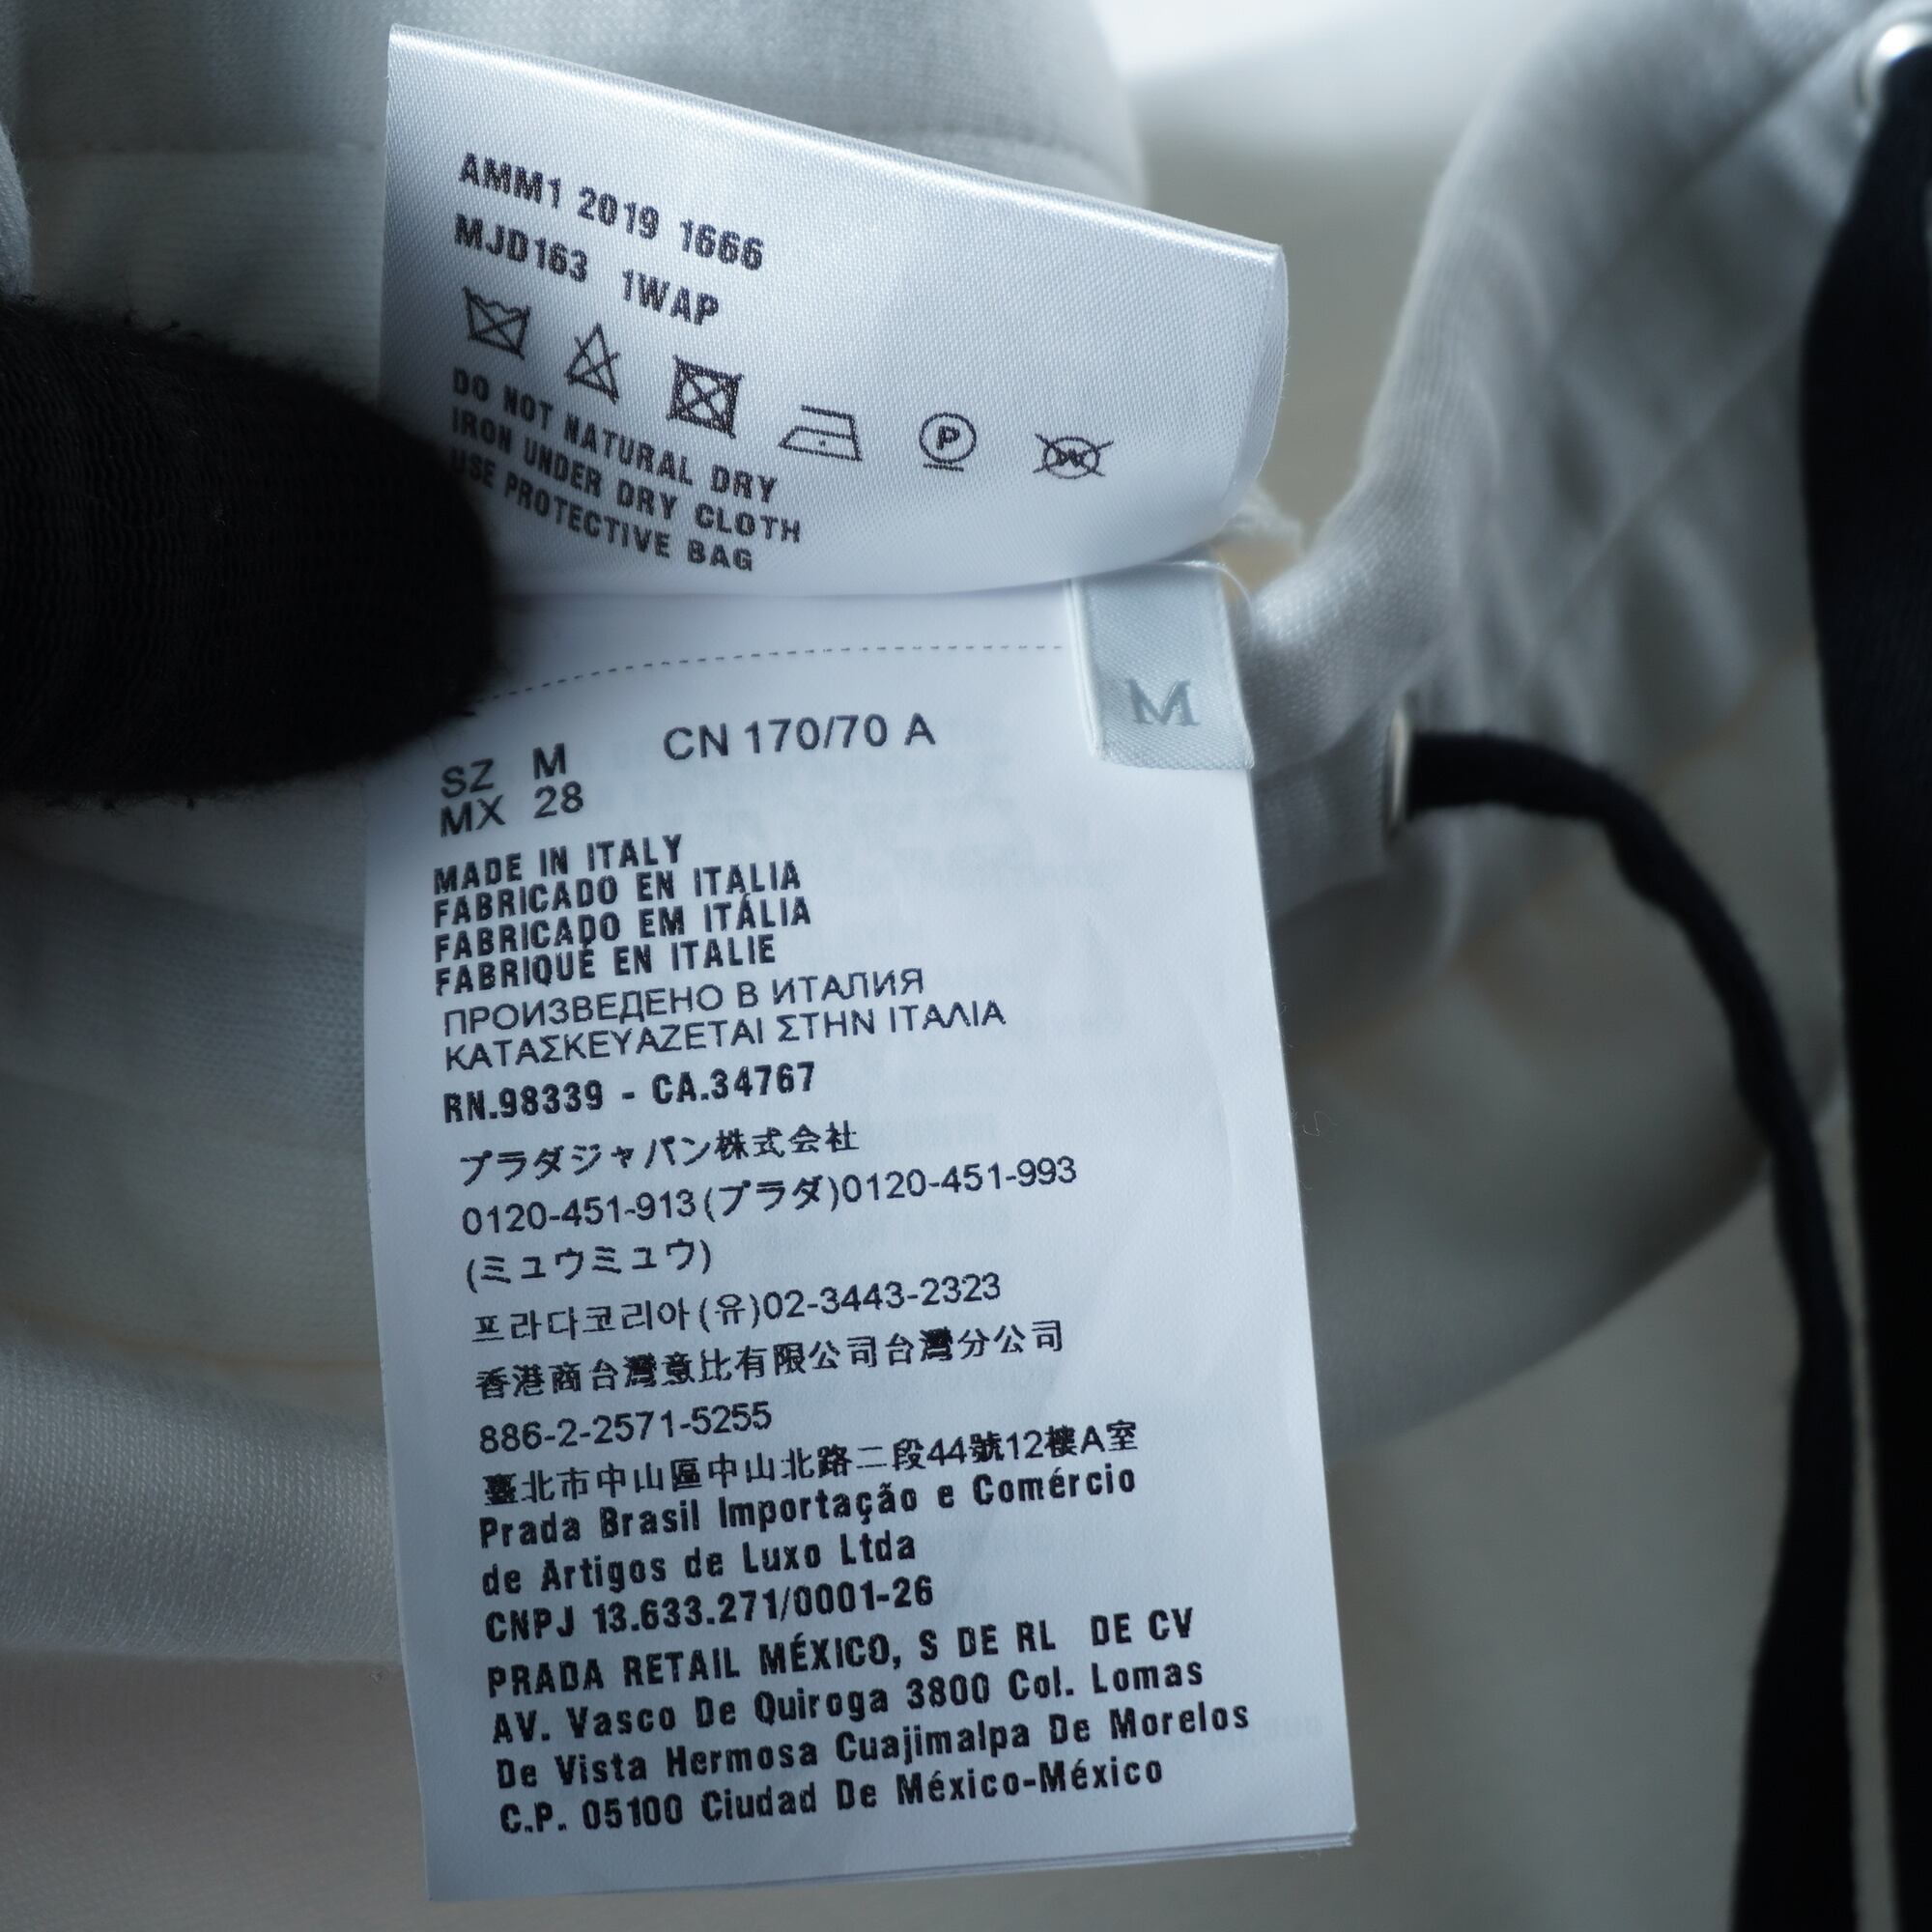 AMM1 2019 1666
MJD163 1WAP
P
W
DO NOT NATURAL DRY
IRON UNDER DRY CLOTH
USE PROTECTIVE BAG
M
SZ M CN 170/70 A
MX 28
MADE IN ITALY
FABRICADO EN ITALIA
FABRICADO EM ITÁLIA
FABRIQUÉ EN ITALIE
ПРОИЗВЕДЕНО В ИТАЛИЯ
ΚΑΤΑΣΚΕΥΑΖΕΤΑΙ ΣΤΗΝ ΙΤΑΛΙΑ
RN.98339 - CA.34767
プラダジャパン株式会社
0120-451-913(プラダ)0120-451-993
(ミュウミュウ)
프라다코리아(유)02-3443-2323
香港商台灣意比有限公司台灣分公司
886-2-2571-5255
臺北市中山區中山北路二段44號12樓A室
Prada Brasil Importação e Comércio
de Artigos de Luxo Ltda
CNPJ 13.633.271/0001-26
PRADA RETAIL MÉXICO, S DE RL DE CV
AV. Vasco De Quiroga 3800 Col. Lomas
De Vista Hermosa Cuajimalpa De Morelos
C.P. 05100 Ciudad De México-México